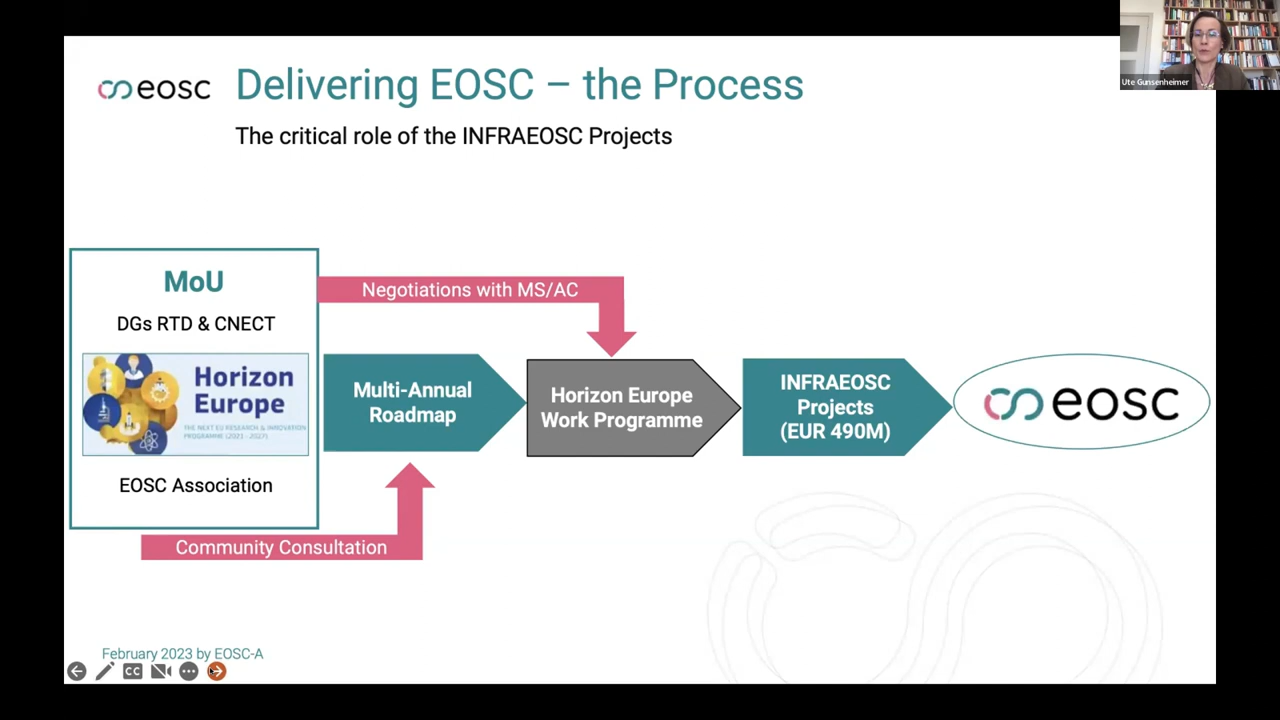 Ute Gunsenheimer
eosc
Delivering EOSC – the Process
The critical role of the INFRAEOSC Projects
MoU
DGs RTD & CNECT
Horizon
Europe
THE NEXT EU RESEARCH & INNOVATION
PROGRAMME (2021 - 2027)
EOSC Association
Negotiations with MS/AC
Multi-Annual
Roadmap
Horizon Europe
Work Programme
INFRAEOSC
Projects
(EUR 490M)
eosc
Community Consultation
February 2023 by EOSC-A
CC